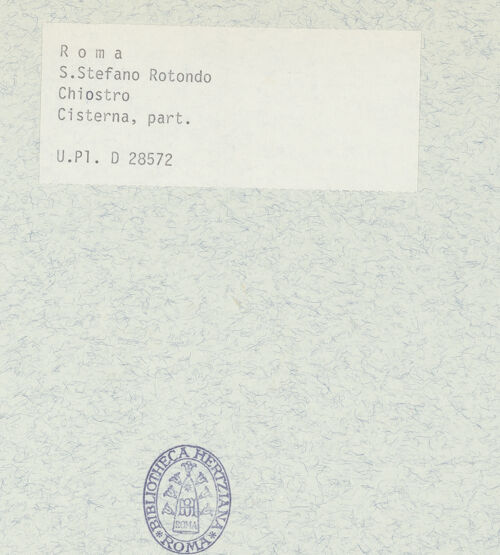 R o m a
S.Stefano Rotondo
Chiostro
Cisterna, part.
U.Pl. D 28572
*BIBLIOTHECA HERTZIANA*
ROMA
ROMA